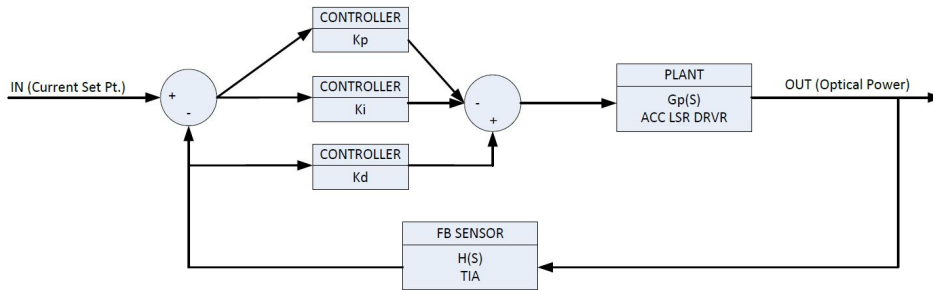 CONTROLLER
Kp
IN (Current Set Pt.)
+
-
CONTROLLER
Ki
-
+
PLANT
Gp(S)
ACC LSR DRVR
OUT (Optical Power)
CONTROLLER
Kd
FB SENSOR
H(S)
TIA